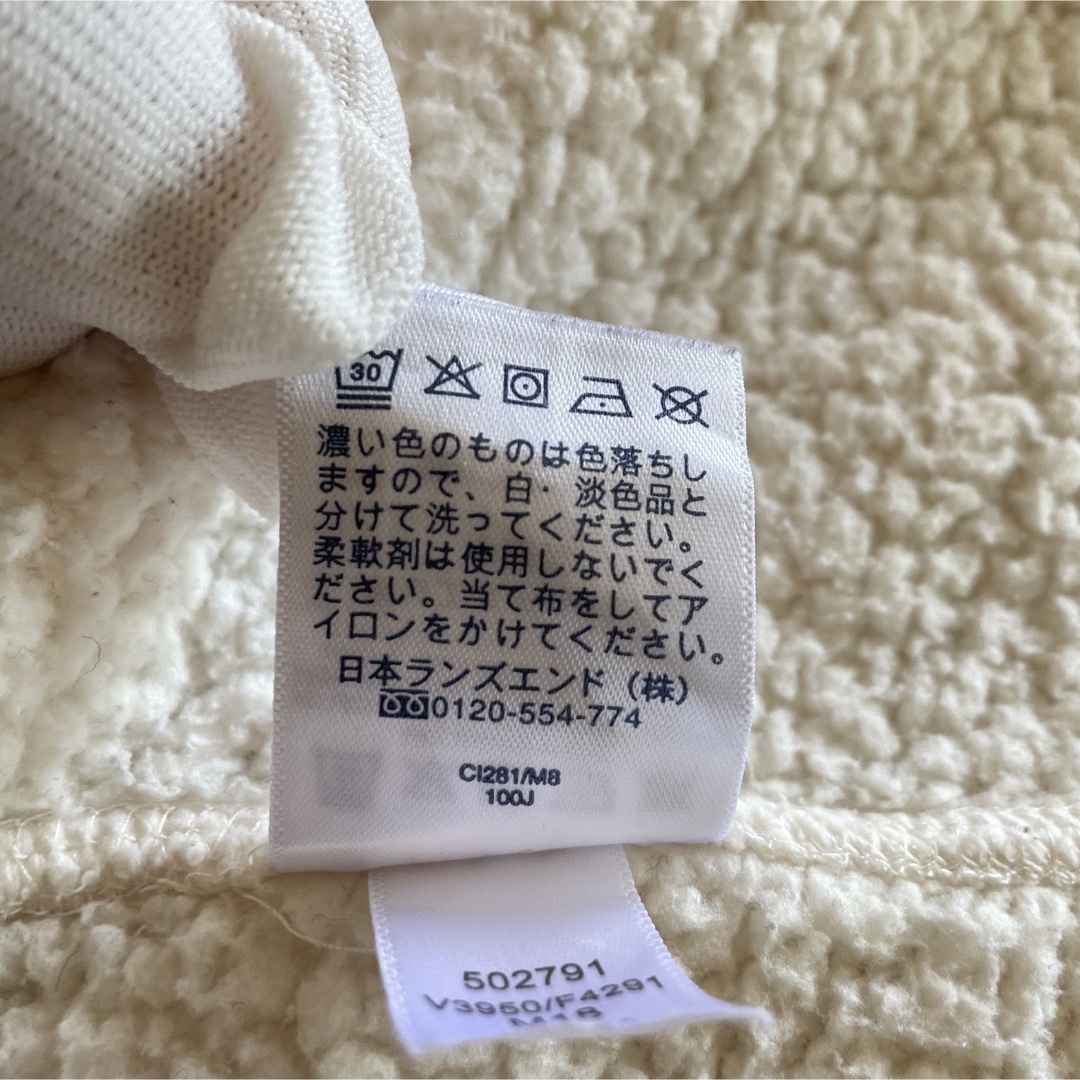 30
濃い色のものは色落ちし
ますので、白・淡色品と
分けて洗ってください。
柔軟剤は使用しないでく
ださい。当て布をしてア
イロンをかけてください。
日本ランズエンド（株）
0120-554-774
CI281/M8
100J
502791
V3950/F4291